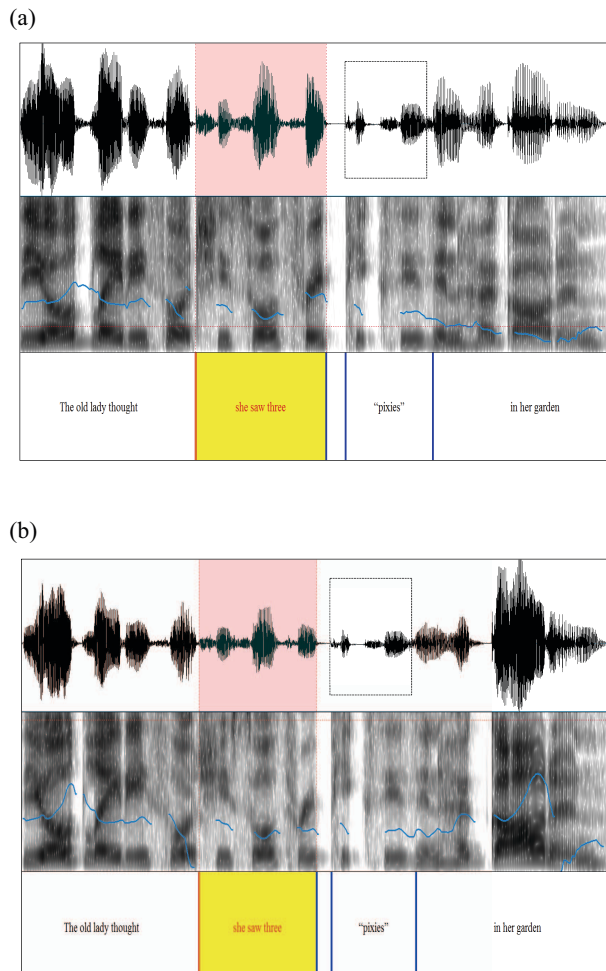 (a)
The old lady thought she saw three “pixies” in her garden
(b)
The old lady thought she saw three “pixies” in her garden